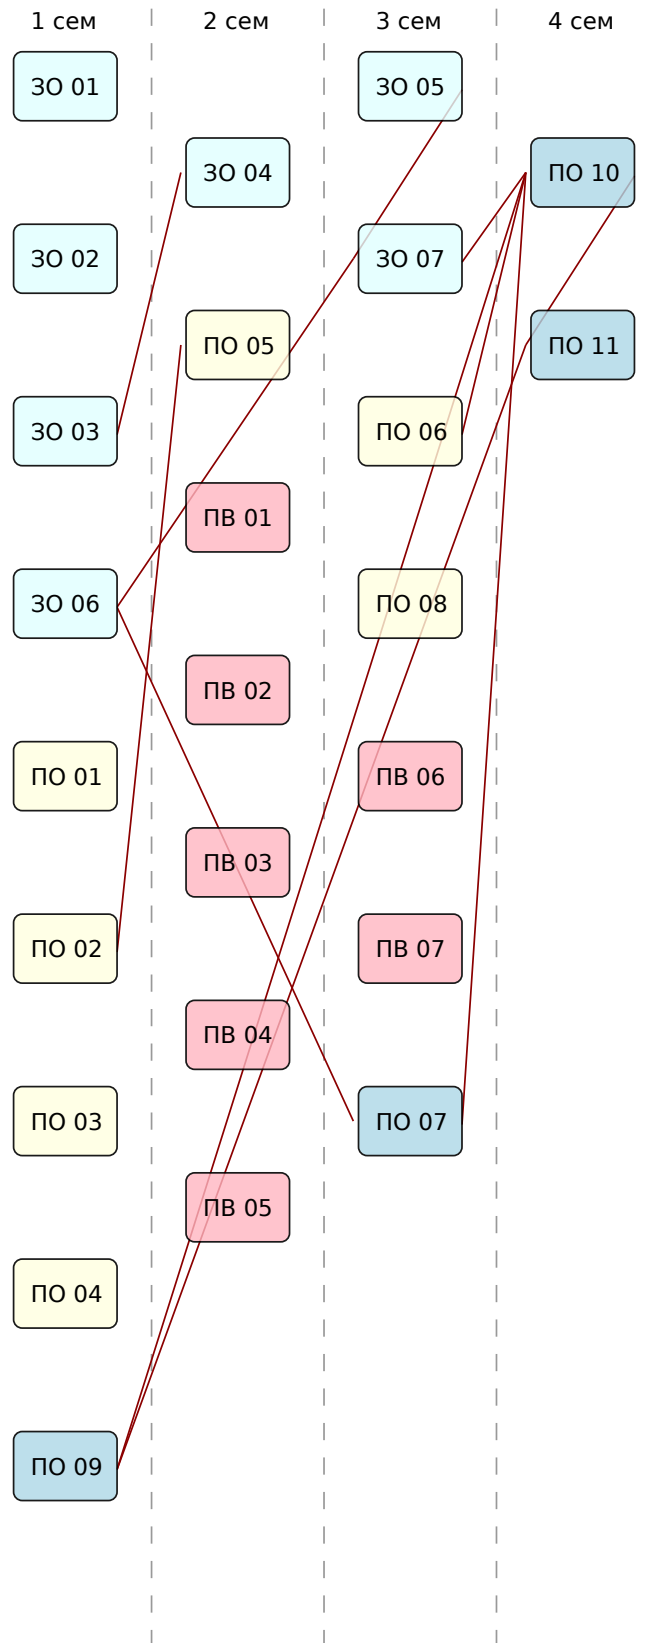 1 сем
2 сем
3 сем
4 сем
ЗО 01
ЗО 05
ЗО 04
ПО 10
ЗО 02
ЗО 07
ПО 05
ПО 11
ЗО 03
ПО 06
ПВ 01
ЗО 06
ПО 08
ПВ 02
ПО 01
ПВ 06
ПВ 03
ПО 02
ПВ 07
ПВ 04
ПО 03
ПО 07
ПВ 05
ПО 04
ПО 09